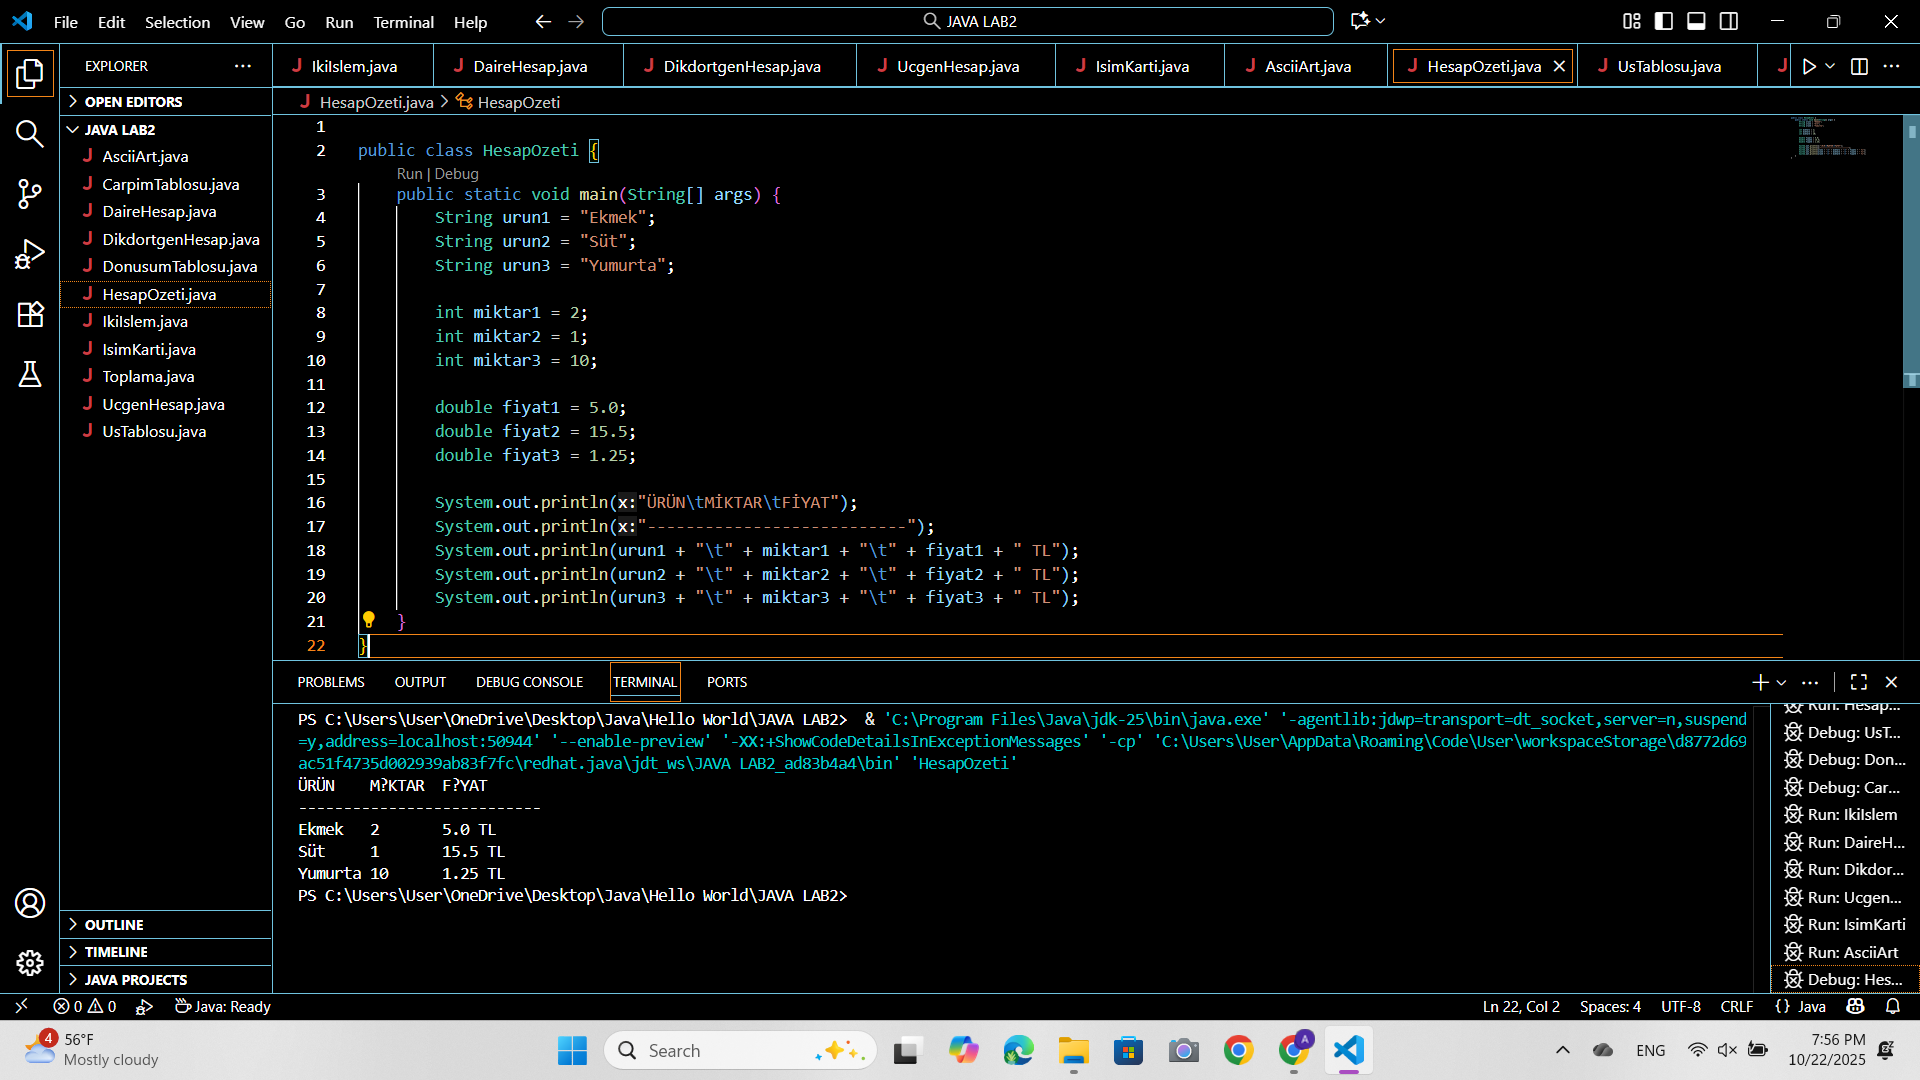 File Edit Selection View Go Run Terminal Help
JAVA LAB2
EXPLORER
IkiIslem.java DaireHesap.java DikdortgenHesap.java UcgenHesap.java IsimKarti.java AsciiArt.java HesapOzeti.java UsTablosu.java
OPEN EDITORS
JAVA LAB2
AsciiArt.java
CarpimTablosu.java
DaireHesap.java
DikdortgenHesap.java
DonusumTablosu.java
HesapOzeti.java
IkiIslem.java
IsimKarti.java
Toplama.java
UcgenHesap.java
UsTablosu.java
OUTLINE
TIMELINE
JAVA PROJECTS
HesapOzeti.java > HesapOzeti
1
2 public class HesapOzeti {
Run | Debug
3 public static void main(String[] args) {
4 String urun1 = "Ekmek";
5 String urun2 = "Süt";
6 String urun3 = "Yumurta";
7
8 int miktar1 = 2;
9 int miktar2 = 1;
10 int miktar3 = 10;
11
12 double fiyat1 = 5.0;
13 double fiyat2 = 15.5;
14 double fiyat3 = 1.25;
15
16 System.out.println(x:"ÜRÜN\tMİKTAR\tFİYAT");
17 System.out.println(x:"---------------------------");
18 System.out.println(urun1 + "\t" + miktar1 + "\t" + fiyat1 + " TL");
19 System.out.println(urun2 + "\t" + miktar2 + "\t" + fiyat2 + " TL");
20 System.out.println(urun3 + "\t" + miktar3 + "\t" + fiyat3 + " TL");
21 }
22 }
PROBLEMS OUTPUT DEBUG CONSOLE TERMINAL PORTS
PS C:\Users\User\OneDrive\Desktop\Java\Hello World\JAVA LAB2> & 'C:\Program Files\Java\jdk-25\bin\java.exe' '-agentlib:jdwp=transport=dt_socket,server=n,suspend
=y,address=localhost:50944' '--enable-preview' '-XX:+ShowCodeDetailsInExceptionMessages' '-cp' 'C:\Users\User\AppData\Roaming\Code\User\workspaceStorage\d8772d69
ac51f4735d002939ab83f7fc\redhat.java\jdt_ws\JAVA LAB2_ad83b4a4\bin' 'HesapOzeti'
ÜRÜN M?KTAR F?YAT
---------------------------
Ekmek 2 5.0 TL
Süt 1 15.5 TL
Yumurta 10 1.25 TL
PS C:\Users\User\OneDrive\Desktop\Java\Hello World\JAVA LAB2>
Run: Hesap...
Debug: UsT...
Debug: Don...
Debug: Car...
Run: IkiIslem
Run: DaireH...
Run: Dikdor...
Run: Ucgen...
Run: IsimKarti
Run: AsciiArt
Debug: Hes...
0 0 Java: Ready
Ln 22, Col 2 Spaces: 4 UTF-8 CRLF {} Java
4
56°F
Mostly cloudy
Search
A
ENG
7:56 PM
10/22/2025